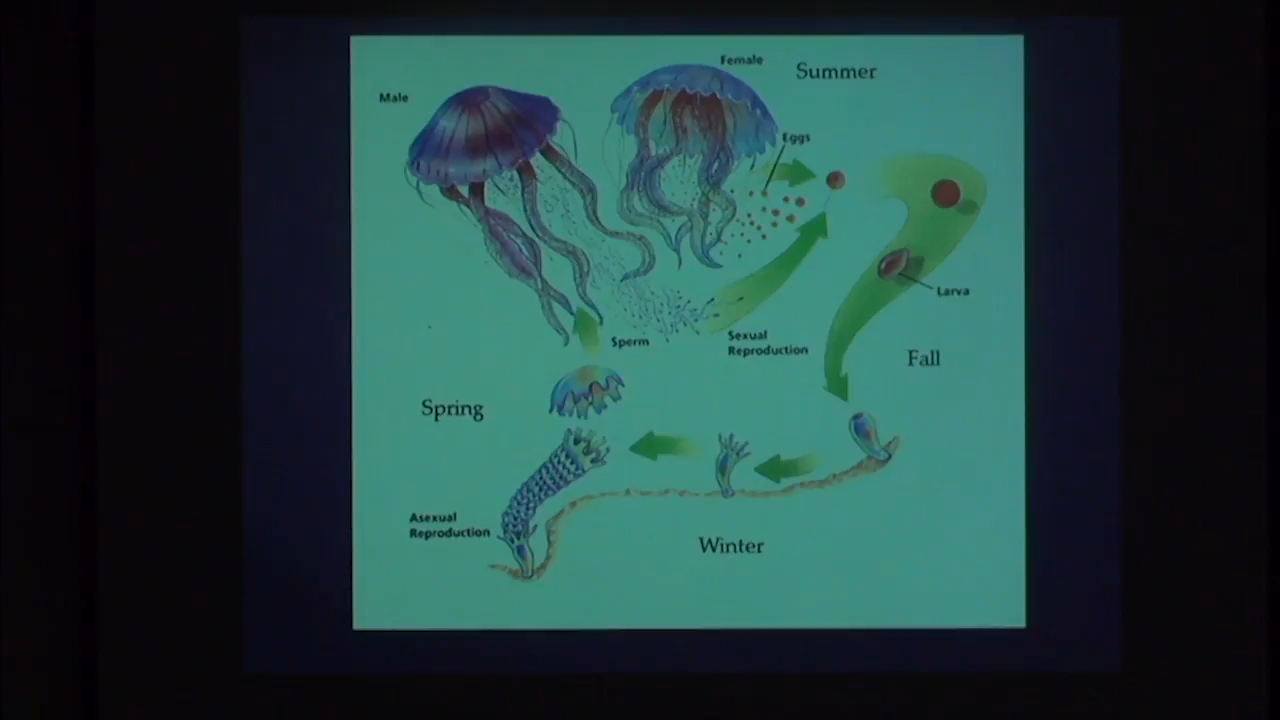 Female
Summer
Male
Eggs
Larva
Sperm
Sexual
Reproduction
Fall
Spring
Asexual
Reproduction
Winter